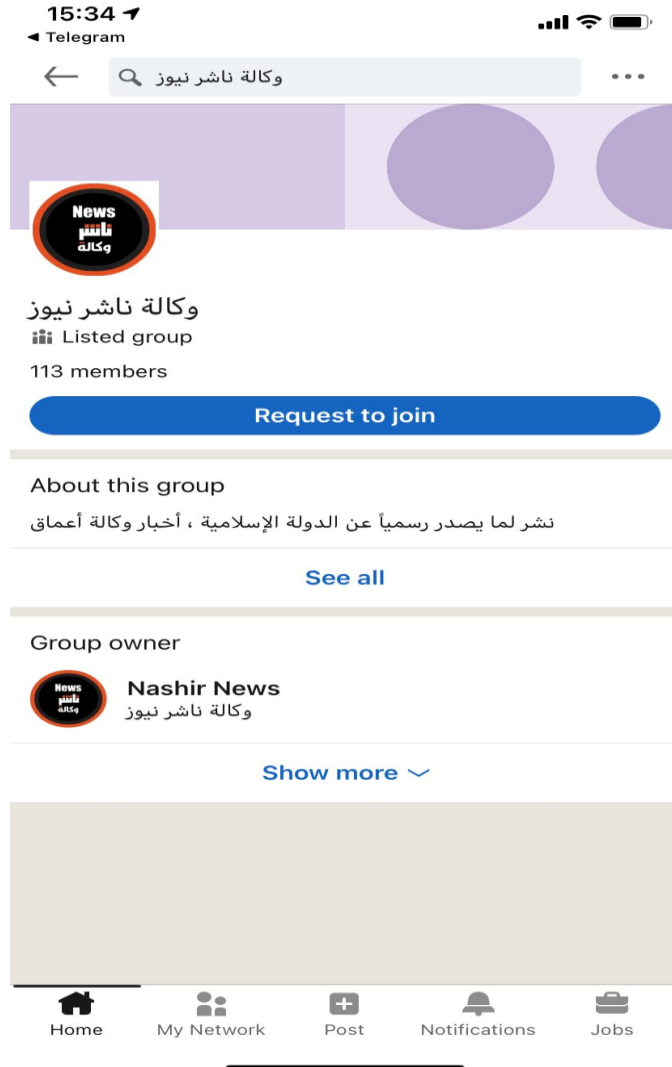 15:34
Telegram
وكالة ناشر نيوز
News
ناشر
وكالة
وكالة ناشر نيوز
Listed group
113 members
Request to join
About this group
نشر لما يصدر رسمياً عن الدولة الإسلامية ، أخبار وكالة أعماق
See all
Group owner
News
ناشر
وكالة
Nashir News
وكالة ناشر نيوز
Show more
Home My Network Post Notifications Jobs